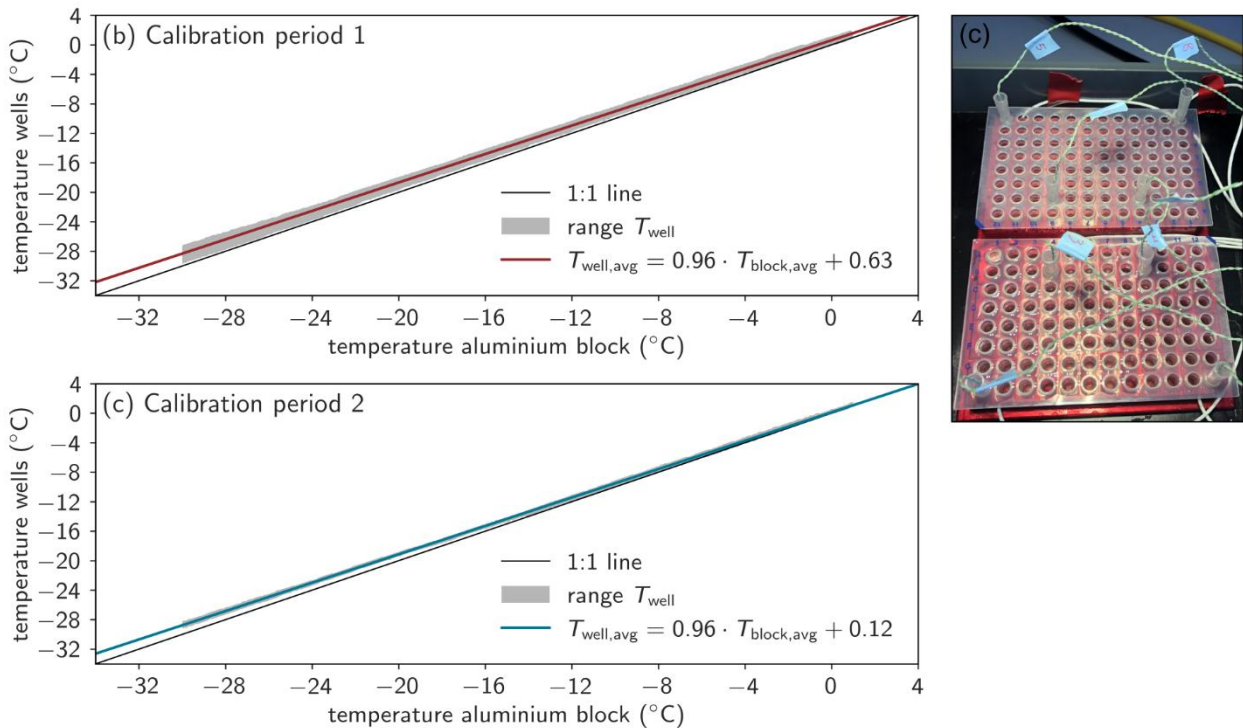 (b) Calibration period 1
temperature wells (°C)
4
0
−4
−8
−12
−16
−20
−24
−28
−32
1:1 line
range T_well
T_well,avg = 0.96 · T_block,avg + 0.63
−32 −28 −24 −20 −16 −12 −8 −4 0 4
temperature aluminium block (°C)
(c) Calibration period 2
temperature wells (°C)
4
0
−4
−8
−12
−16
−20
−24
−28
−32
1:1 line
range T_well
T_well,avg = 0.96 · T_block,avg + 0.12
−32 −28 −24 −20 −16 −12 −8 −4 0 4
temperature aluminium block (°C)
(c)
5